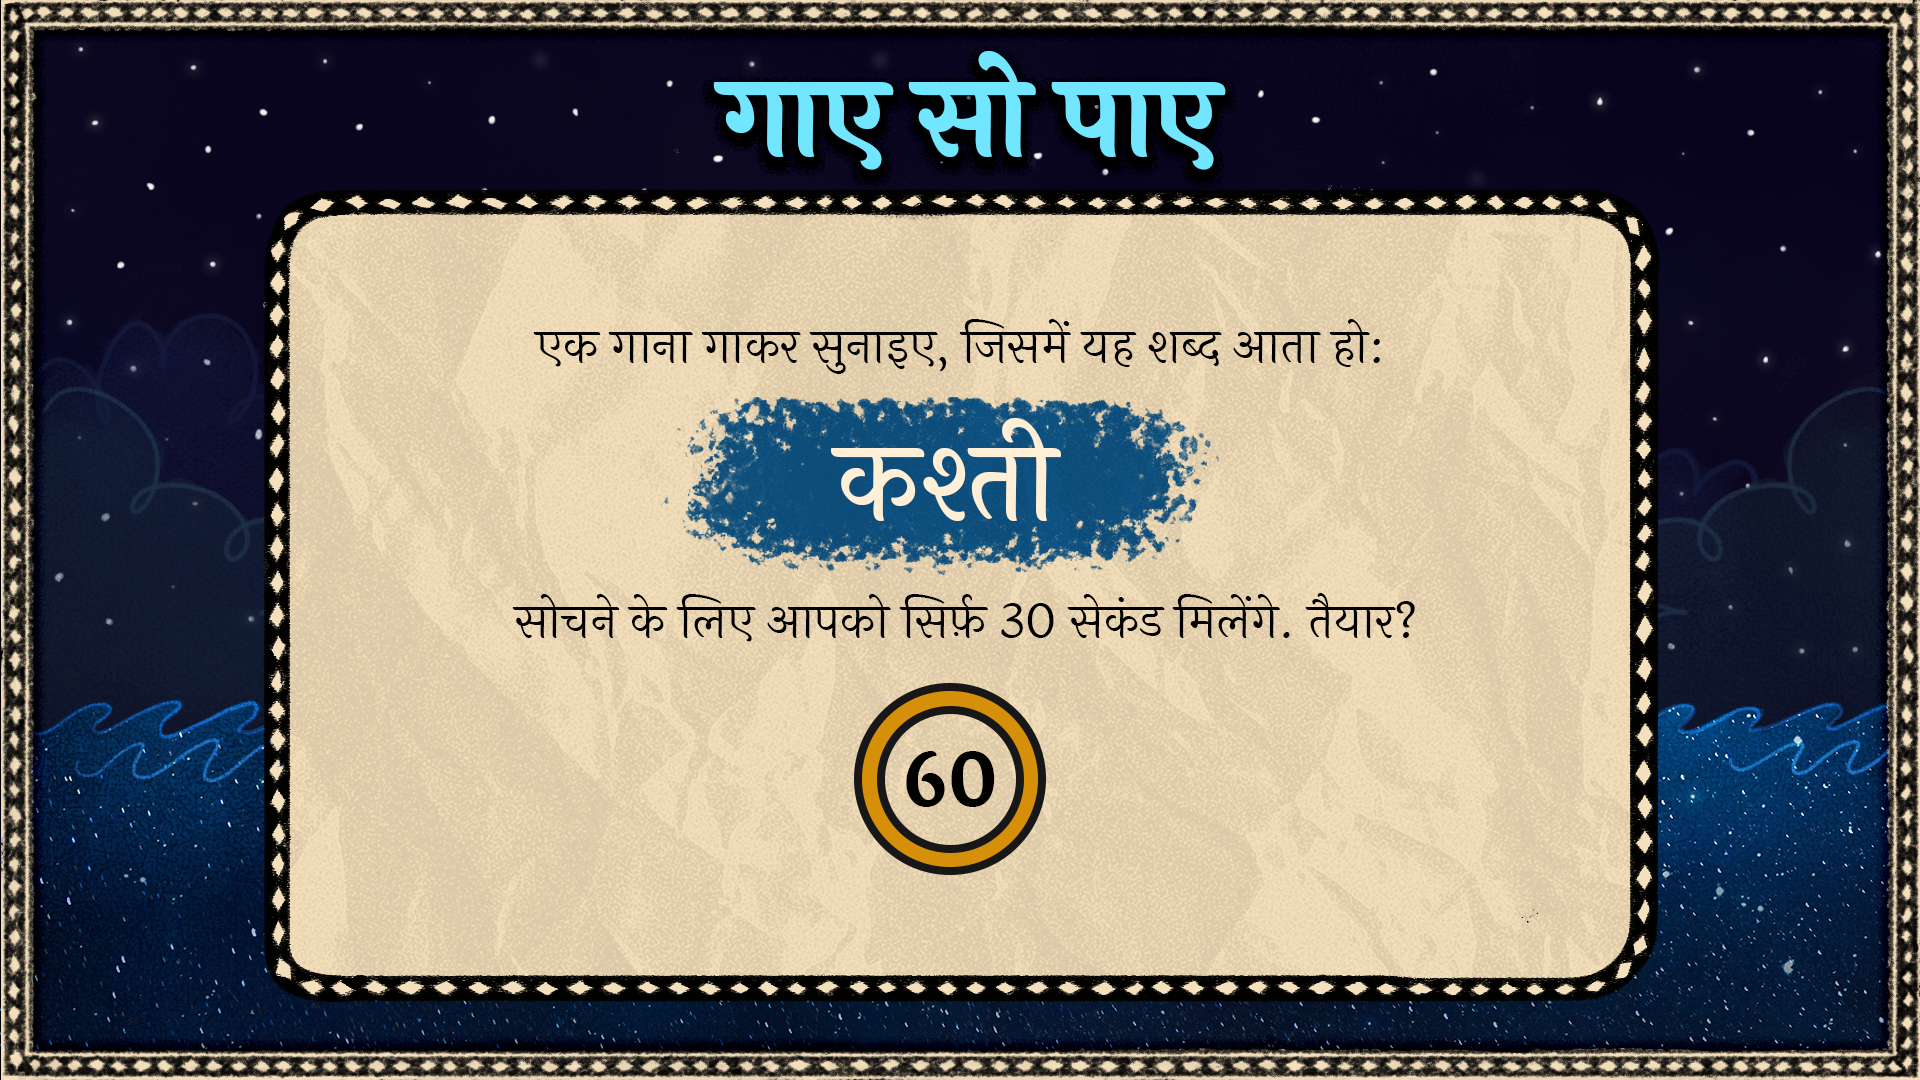 गाए सो पाए
एक गाना गाकर सुनाइए, जिसमें यह शब्द आता हो:
कश्ती
सोचने के लिए आपको सिर्फ़ 30 सेकंड मिलेंगे. तैयार?
60